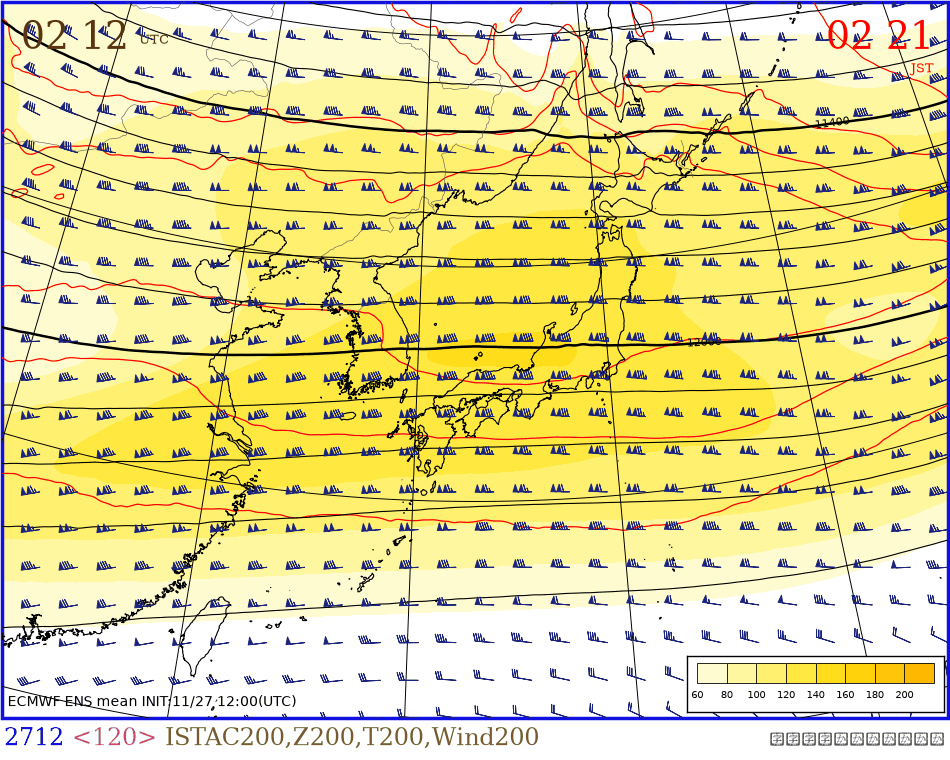 02 12 UTC
02 21
JST
11400
12000
60 80 100 120 140 160 180 200
ECMWF ENS mean INIT:11/27 12:00(UTC)
2712 <120> ISTAC200,Z200,T200,Wind200